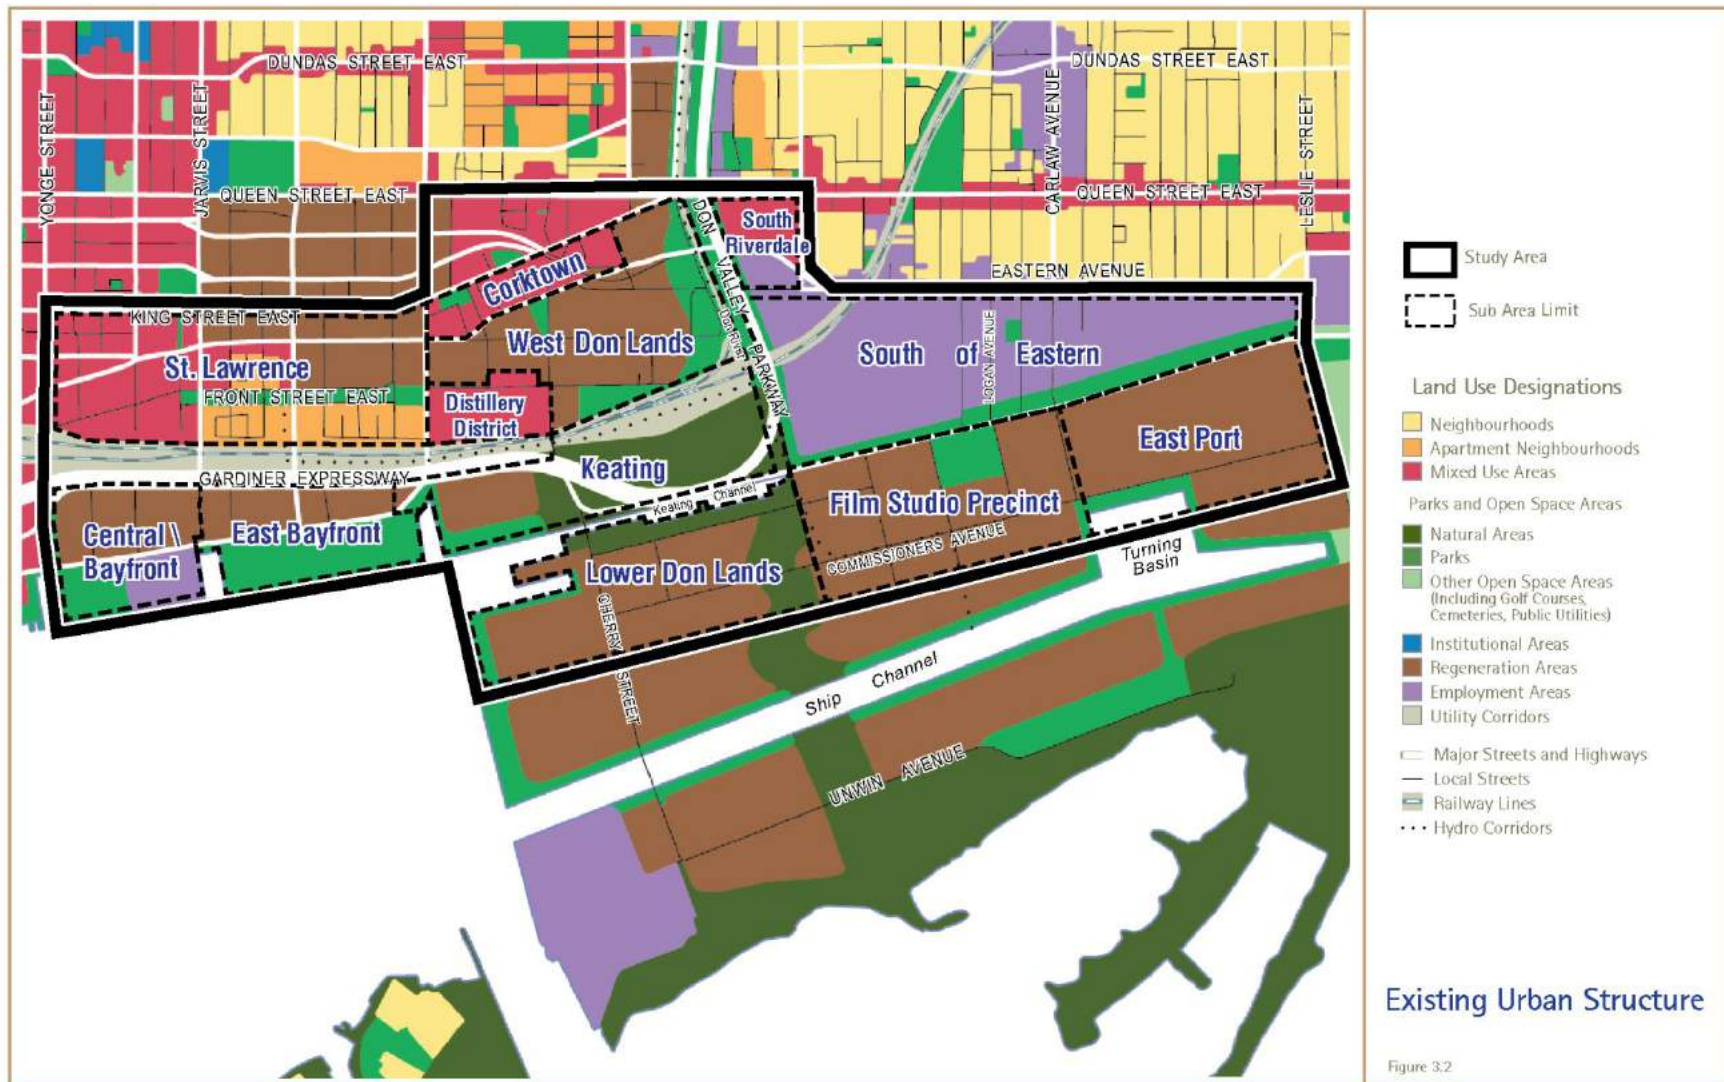 DUNDAS STREET EAST
DUNDAS STREET EAST
YONGE STREET
JARVIS STREET
CARLAW AVENUE
LESLIE STREET
QUEEN STREET EAST
QUEEN STREET EAST
DON VALLEY PARKWAY
South
Riverdale
EASTERN AVENUE
Corktown
KING STREET EAST
Don River
LOGAN AVENUE
West Don Lands
South of Eastern
St. Lawrence
FRONT STREET EAST
Distillery
District
East Port
Keating
GARDINER EXPRESSWAY
Keating Channel
Film Studio Precinct
Central \
Bayfront
East Bayfront
COMMISSIONERS AVENUE
Turning
Basin
Lower Don Lands
CHERRY STREET
Ship Channel
UNWIN AVENUE
Study Area
Sub Area Limit
Land Use Designations
Neighbourhoods
Apartment Neighbourhoods
Mixed Use Areas
Parks and Open Space Areas
Natural Areas
Parks
Other Open Space Areas
(Including Golf Courses,
Cemeteries, Public Utilities)
Institutional Areas
Regeneration Areas
Employment Areas
Utility Corridors
Major Streets and Highways
Local Streets
Railway Lines
Hydro Corridors
Existing Urban Structure
Figure 3.2